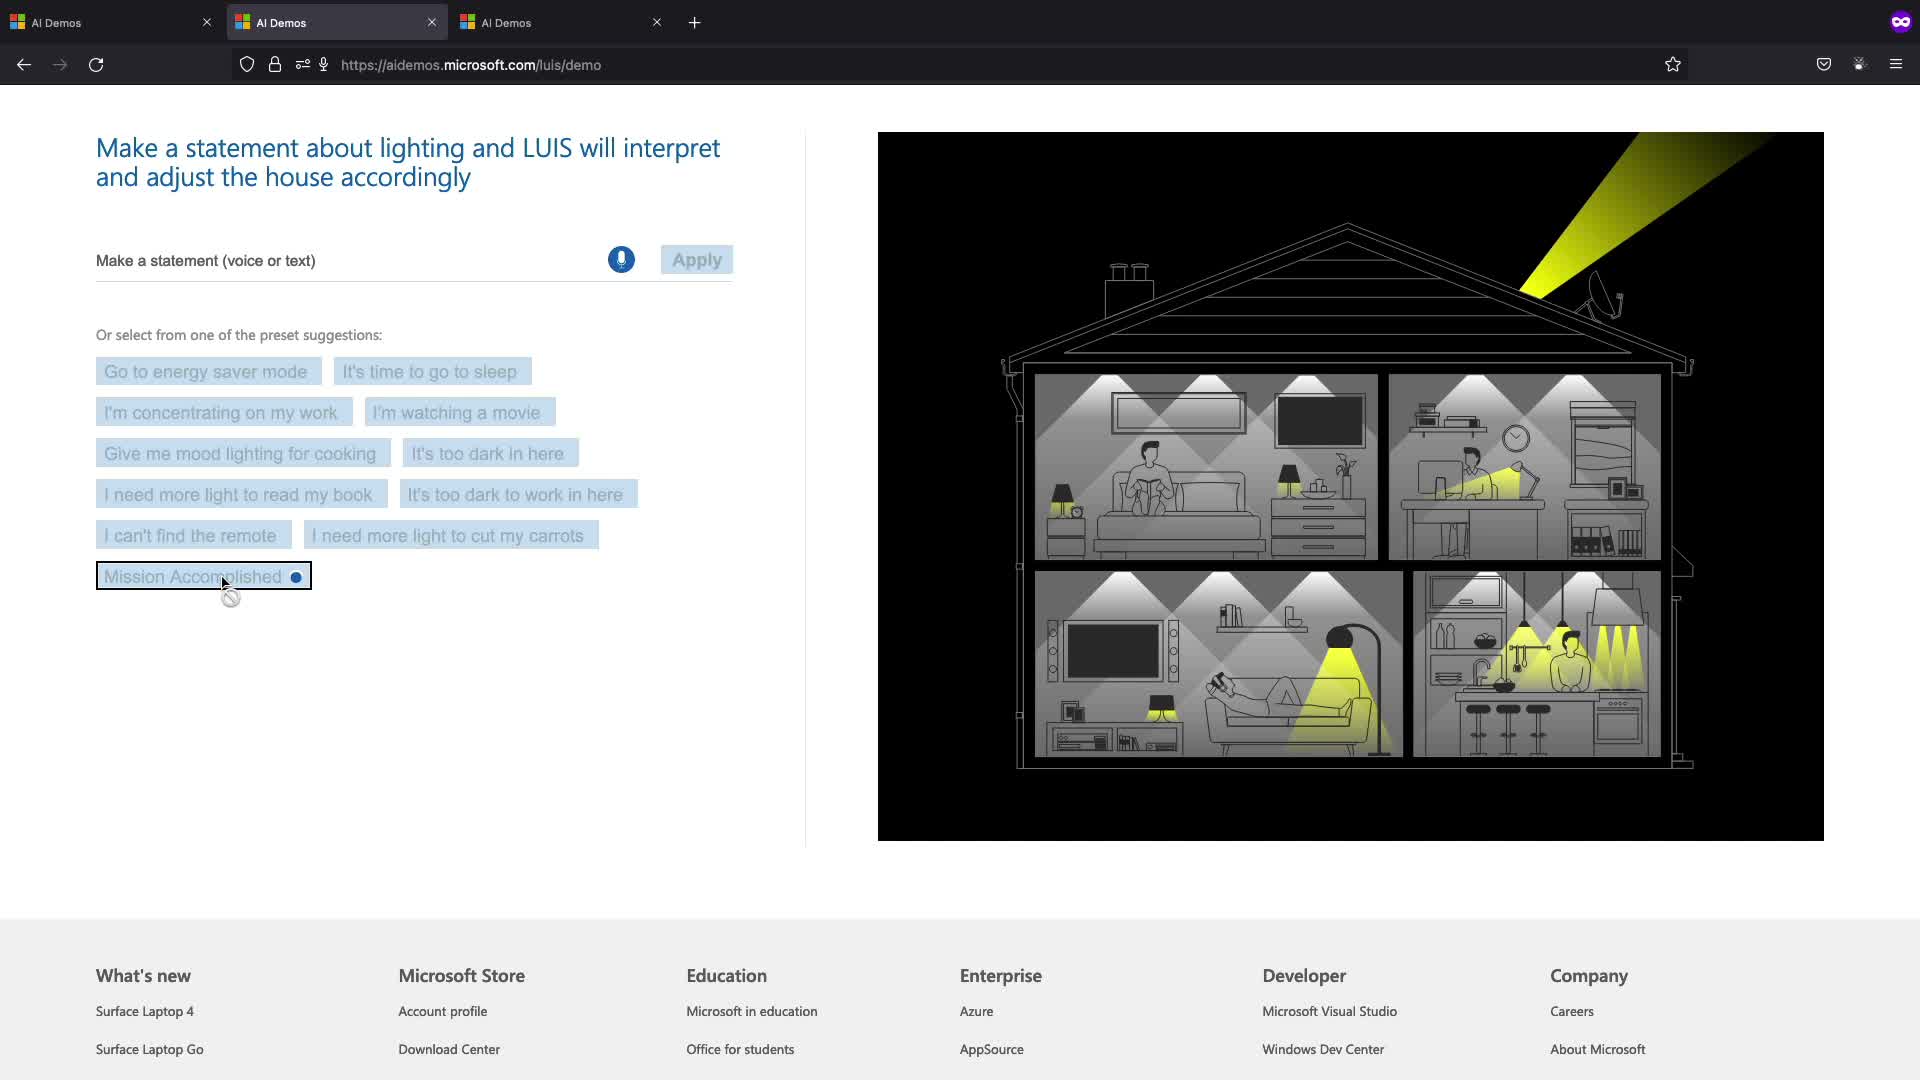 AI Demos
AI Demos
AI Demos
https://aidemos.microsoft.com/luis/demo
Make a statement about lighting and LUIS will interpret
and adjust the house accordingly
Make a statement (voice or text)
Apply
Or select from one of the preset suggestions:
Go to energy saver mode
It's time to go to sleep
I'm concentrating on my work
I'm watching a movie
Give me mood lighting for cooking
It's too dark in here
I need more light to read my book
It's too dark to work in here
I can't find the remote
I need more light to cut my carrots
Mission Accomplished
What's new
Microsoft Store
Education
Enterprise
Developer
Company
Surface Laptop 4
Account profile
Microsoft in education
Azure
Microsoft Visual Studio
Careers
Surface Laptop Go
Download Center
Office for students
AppSource
Windows Dev Center
About Microsoft